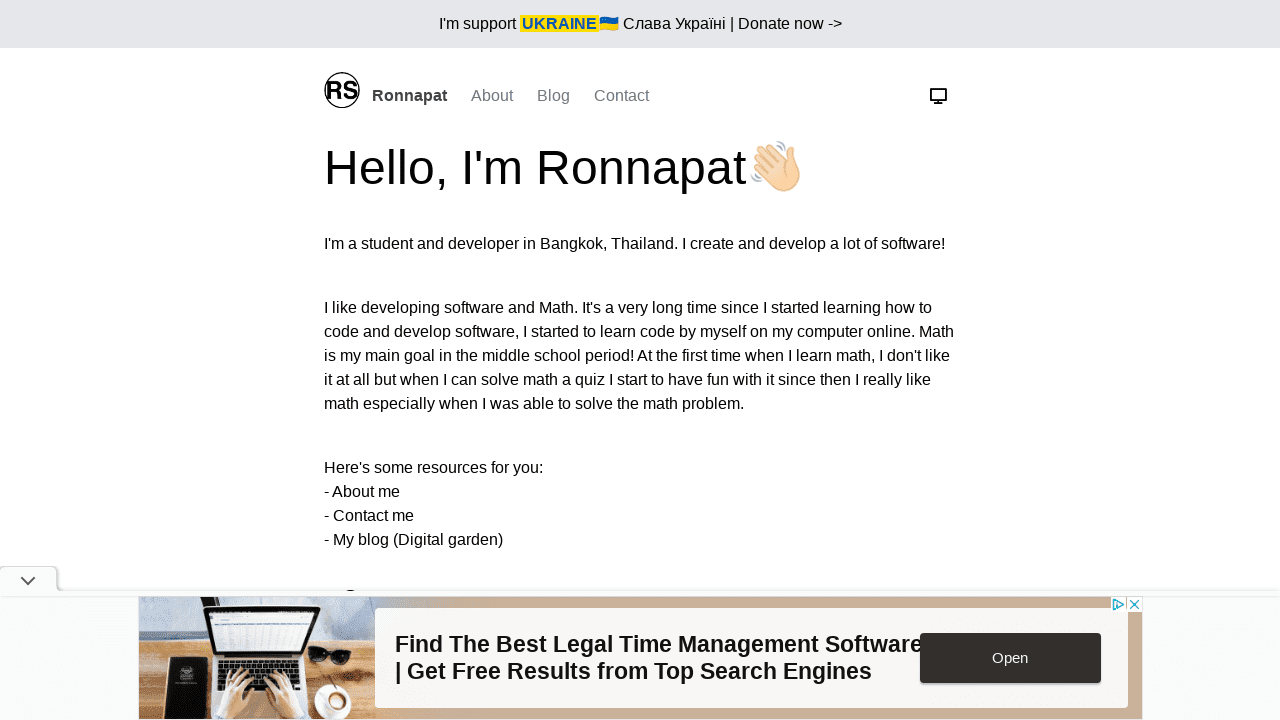 I'm support UKRAINE🇺🇦 Слава Україні | Donate now ->
RS Ronnapat About Blog Contact
Hello, I'm Ronnapat👋🏻
I'm a student and developer in Bangkok, Thailand. I create and develop a lot of software!
I like developing software and Math. It's a very long time since I started learning how to
code and develop software, I started to learn code by myself on my computer online. Math
is my main goal in the middle school period! At the first time when I learn math, I don't like
it at all but when I can solve math a quiz I start to have fun with it since then I really like
math especially when I was able to solve the math problem.
Here's some resources for you:
- About me
- Contact me
- My blog (Digital garden)
Find The Best Legal Time Management Software
| Get Free Results from Top Search Engines
Open